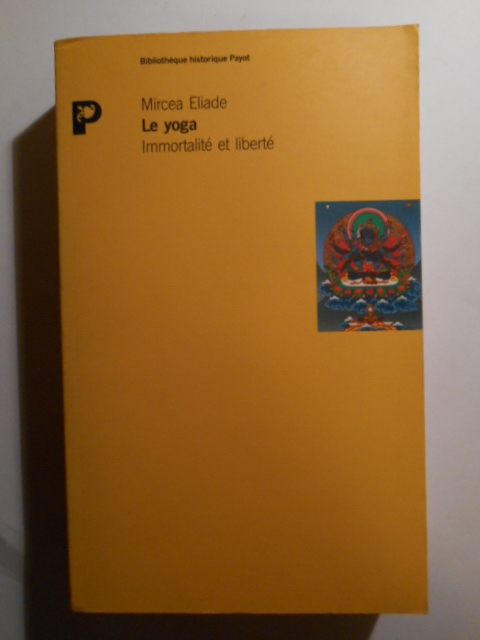 Bibliothèque historique Payot
P
Mircea Eliade
Le yoga
Immortalité et liberté